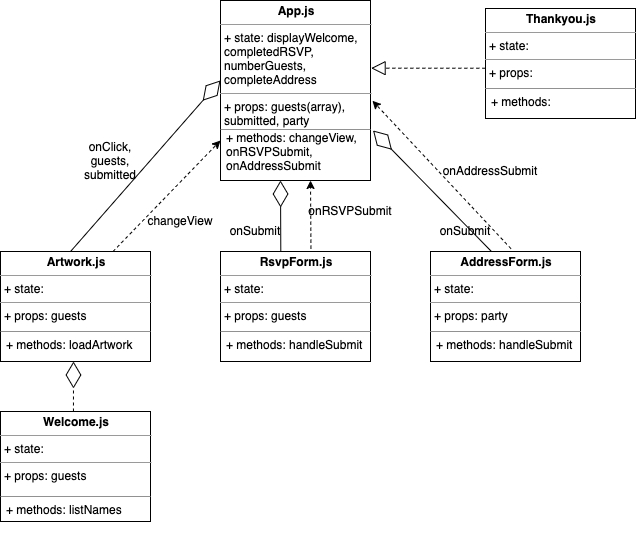 App.js
+ state: displayWelcome,
completedRSVP,
numberGuests,
completeAddress
+ props: guests(array),
submitted, party
+ methods: changeView,
onRSVPSubmit,
onAddressSubmit
Thankyou.js
+ state:
+ props:
+ methods:
onClick,
guests,
submitted
changeView
onSubmit
onRSVPSubmit
onAddressSubmit
onSubmit
Artwork.js
+ state:
+ props: guests
+ methods: loadArtwork
RsvpForm.js
+ state:
+ props: guests
+ methods: handleSubmit
AddressForm.js
+ state:
+ props: party
+ methods: handleSubmit
Welcome.js
+ state:
+ props: guests
+ methods: listNames